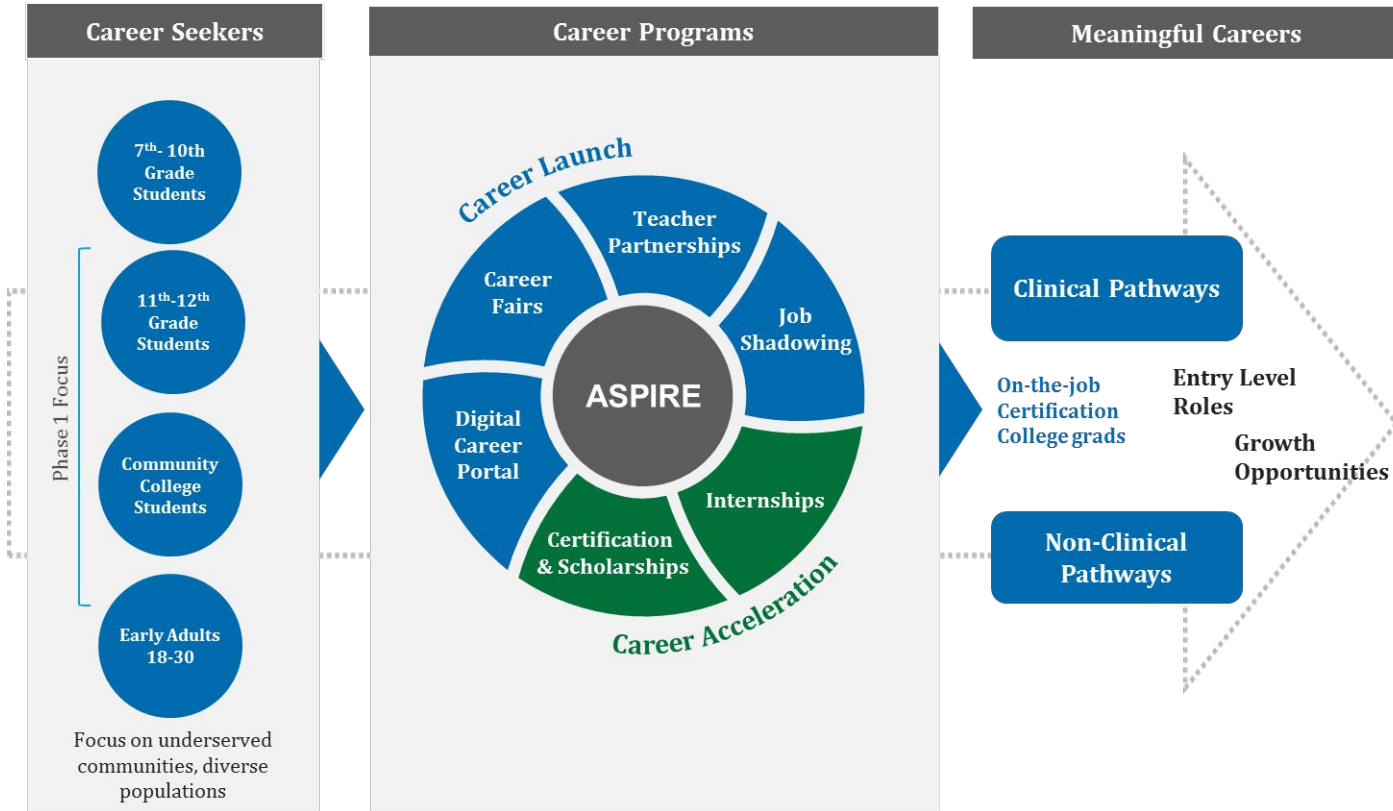 Career Seekers
7th- 10th
Grade
Students
Phase 1 Focus
11th-12th
Grade
Students
Community
College
Students
Early Adults
18-30
Focus on underserved
communities, diverse
populations
Career Programs
Career Launch
Teacher
Partnerships
Career
Fairs
Job
Shadowing
ASPIRE
Digital
Career
Portal
Internships
Certification
& Scholarships
Career Acceleration
Meaningful Careers
Clinical Pathways
On-the-job
Certification
College grads
Entry Level
Roles
Growth
Opportunities
Non-Clinical
Pathways